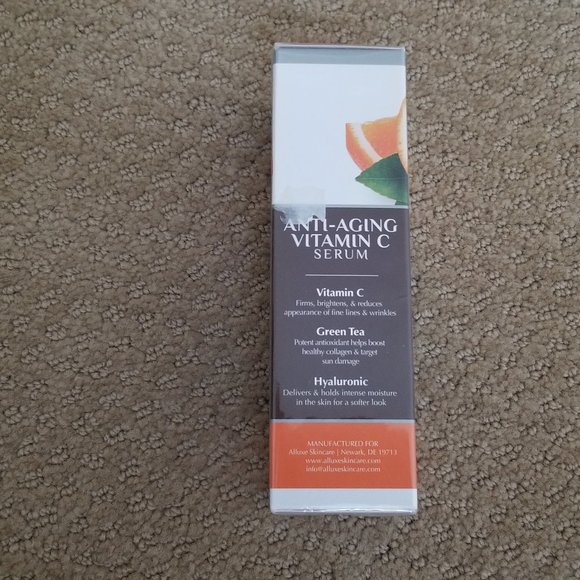 ANTI-AGING
VITAMIN C
SERUM
Vitamin C
Firms, brightens, & reduces
appearance of fine lines & wrinkles
Green Tea
Potent antioxidant helps boost
healthy collagen & target
sun damage
Hyaluronic
Delivers & holds intense moisture
in the skin for a softer look
MANUFACTURED FOR
Alluxe Skincare | Newark, DE 19713
www.alluxeskincare.com
info@alluxeskincare.com